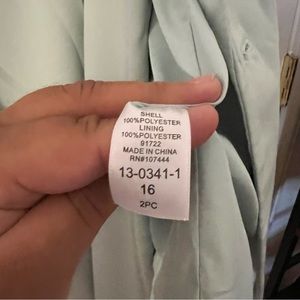 SHELL
100%POLYESTER
LINING
100%POLYESTER
91722
MADE IN CHINA
RN#107444
13-0341-1
16
2PC